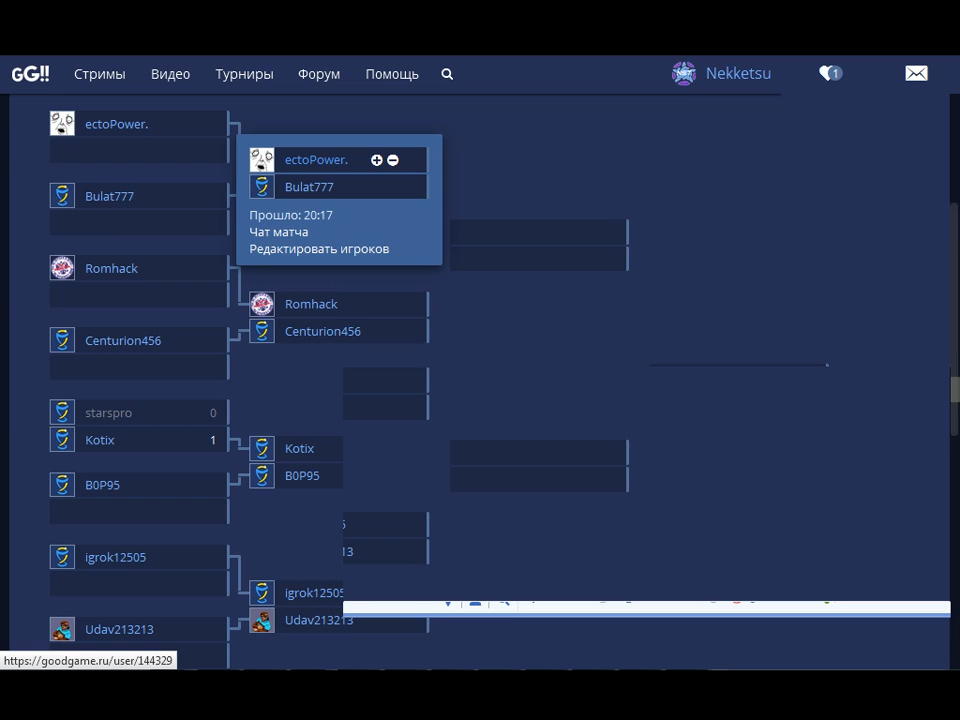 GG!! Стримы Видео Турниры Форум Помощь Nekketsu 1
ectoPower.
ectoPower.
Bulat777
Bulat777
Прошло: 20:17
Чат матча
Редактировать игроков
Romhack
Romhack
Centurion456
Centurion456
starspro 0
Kotix 1
Kotix
B0P95
B0P95
13
igrok12505
igrok12505
Udav213213
Udav213213
https://goodgame.ru/user/144329